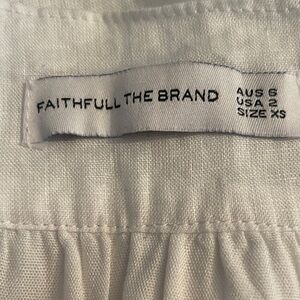 FAITHFULL THE BRAND
AUS 6
USA 2
SIZE XS